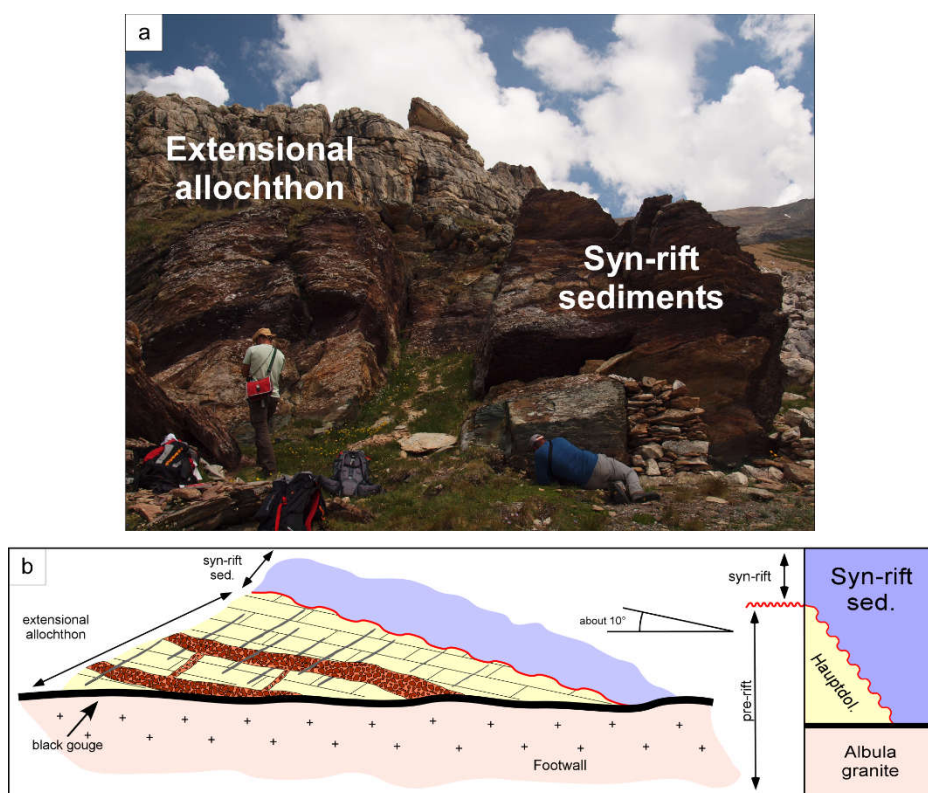 a
Extensional
allochthon
Syn-rift
sediments
b
syn-rift
sed.
extensional
allochthon
black gouge
Footwall
about 10°
syn-rift
pre-rift
Syn-rift
sed.
Hauptdol.
Albula
granite